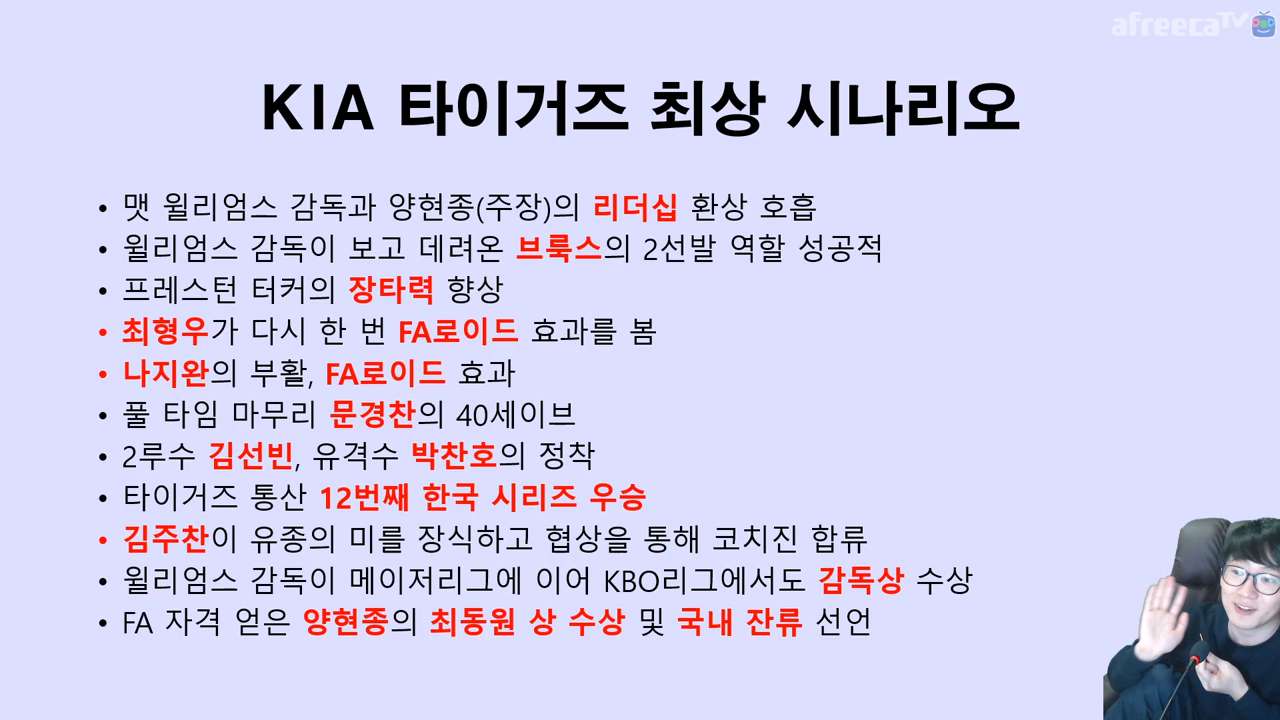 afreecaTV
KIA 타이거즈 최상 시나리오
• 맷 윌리엄스 감독과 양현종(주장)의 리더십 환상 호흡
• 윌리엄스 감독이 보고 데려온 브룩스의 2선발 역할 성공적
• 프레스턴 터커의 장타력 향상
• 최형우가 다시 한 번 FA로이드 효과를 봄
• 나지완의 부활, FA로이드 효과
• 풀 타임 마무리 문경찬의 40세이브
• 2루수 김선빈, 유격수 박찬호의 정착
• 타이거즈 통산 12번째 한국 시리즈 우승
• 김주찬이 유종의 미를 장식하고 협상을 통해 코치진 합류
• 윌리엄스 감독이 메이저리그에 이어 KBO리그에서도 감독상 수상
• FA 자격 얻은 양현종의 최동원 상 수상 및 국내 잔류 선언